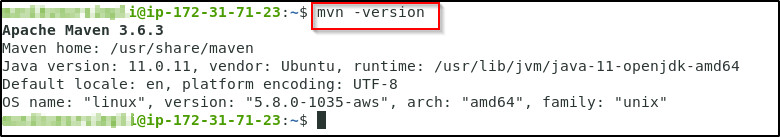 @ip-172-31-71-23:~$ mvn -version
Apache Maven 3.6.3
Maven home: /usr/share/maven
Java version: 11.0.11, vendor: Ubuntu, runtime: /usr/lib/jvm/java-11-openjdk-amd64
Default locale: en, platform encoding: UTF-8
OS name: "linux", version: "5.8.0-1035-aws", arch: "amd64", family: "unix"
@ip-172-31-71-23:~$